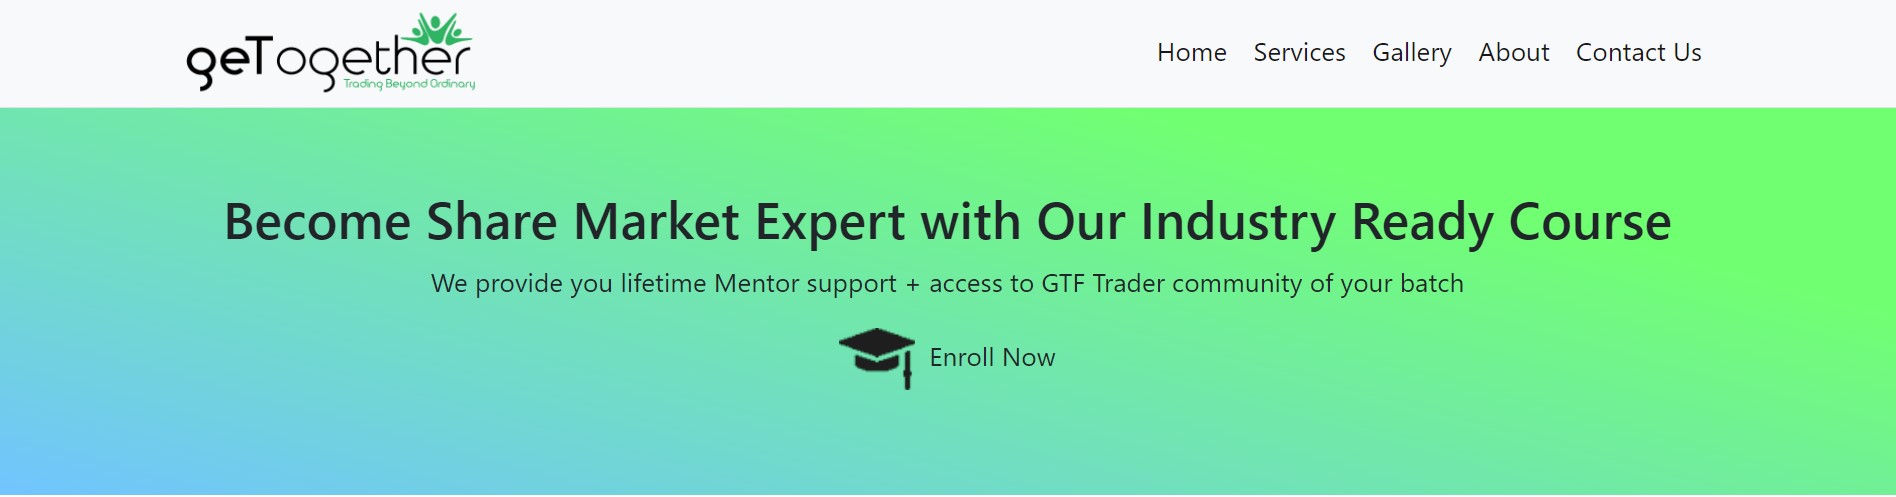 geTogether
Trading Beyond Ordinary
Home Services Gallery About Contact Us
Become Share Market Expert with Our Industry Ready Course
We provide you lifetime Mentor support + access to GTF Trader community of your batch
Enroll Now